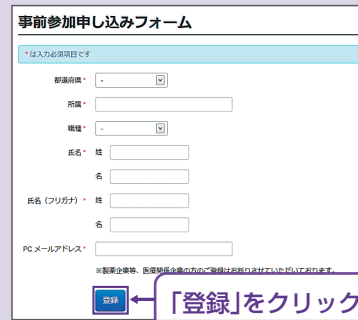 事前参加申し込みフォーム
*は入力必須項目です
都道府県* -
所属*
職種* -
氏名* 姓
名
氏名（フリガナ）* 姓
名
PC メールアドレス*
※製薬企業等、医療関係企業の方のご登録はお断りさせていただいております。
登録
「登録」をクリック